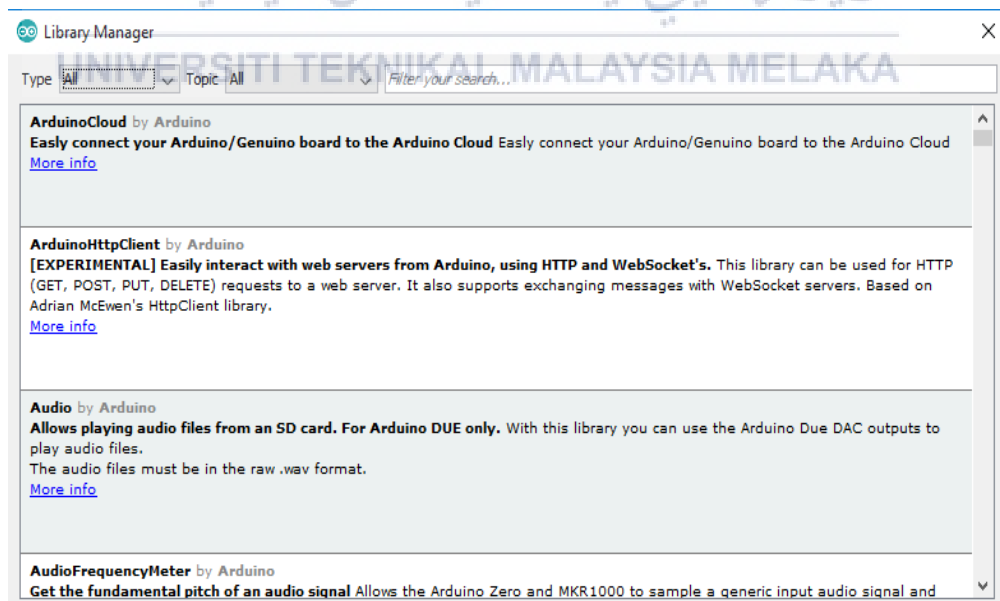 Library Manager
UNIVERSITI TEKNIKAL MALAYSIA MELAKA
Type All Topic All Filter your search...
ArduinoCloud by Arduino
Easly connect your Arduino/Genuino board to the Arduino Cloud Easly connect your Arduino/Genuino board to the Arduino Cloud
More info
ArduinoHttpClient by Arduino
[EXPERIMENTAL] Easily interact with web servers from Arduino, using HTTP and WebSocket's. This library can be used for HTTP
(GET, POST, PUT, DELETE) requests to a web server. It also supports exchanging messages with WebSocket servers. Based on
Adrian McEwen's HttpClient library.
More info
Audio by Arduino
Allows playing audio files from an SD card. For Arduino DUE only. With this library you can use the Arduino Due DAC outputs to
play audio files.
The audio files must be in the raw .wav format.
More info
AudioFrequencyMeter by Arduino
Get the fundamental pitch of an audio signal Allows the Arduino Zero and MKR1000 to sample a generic input audio signal and